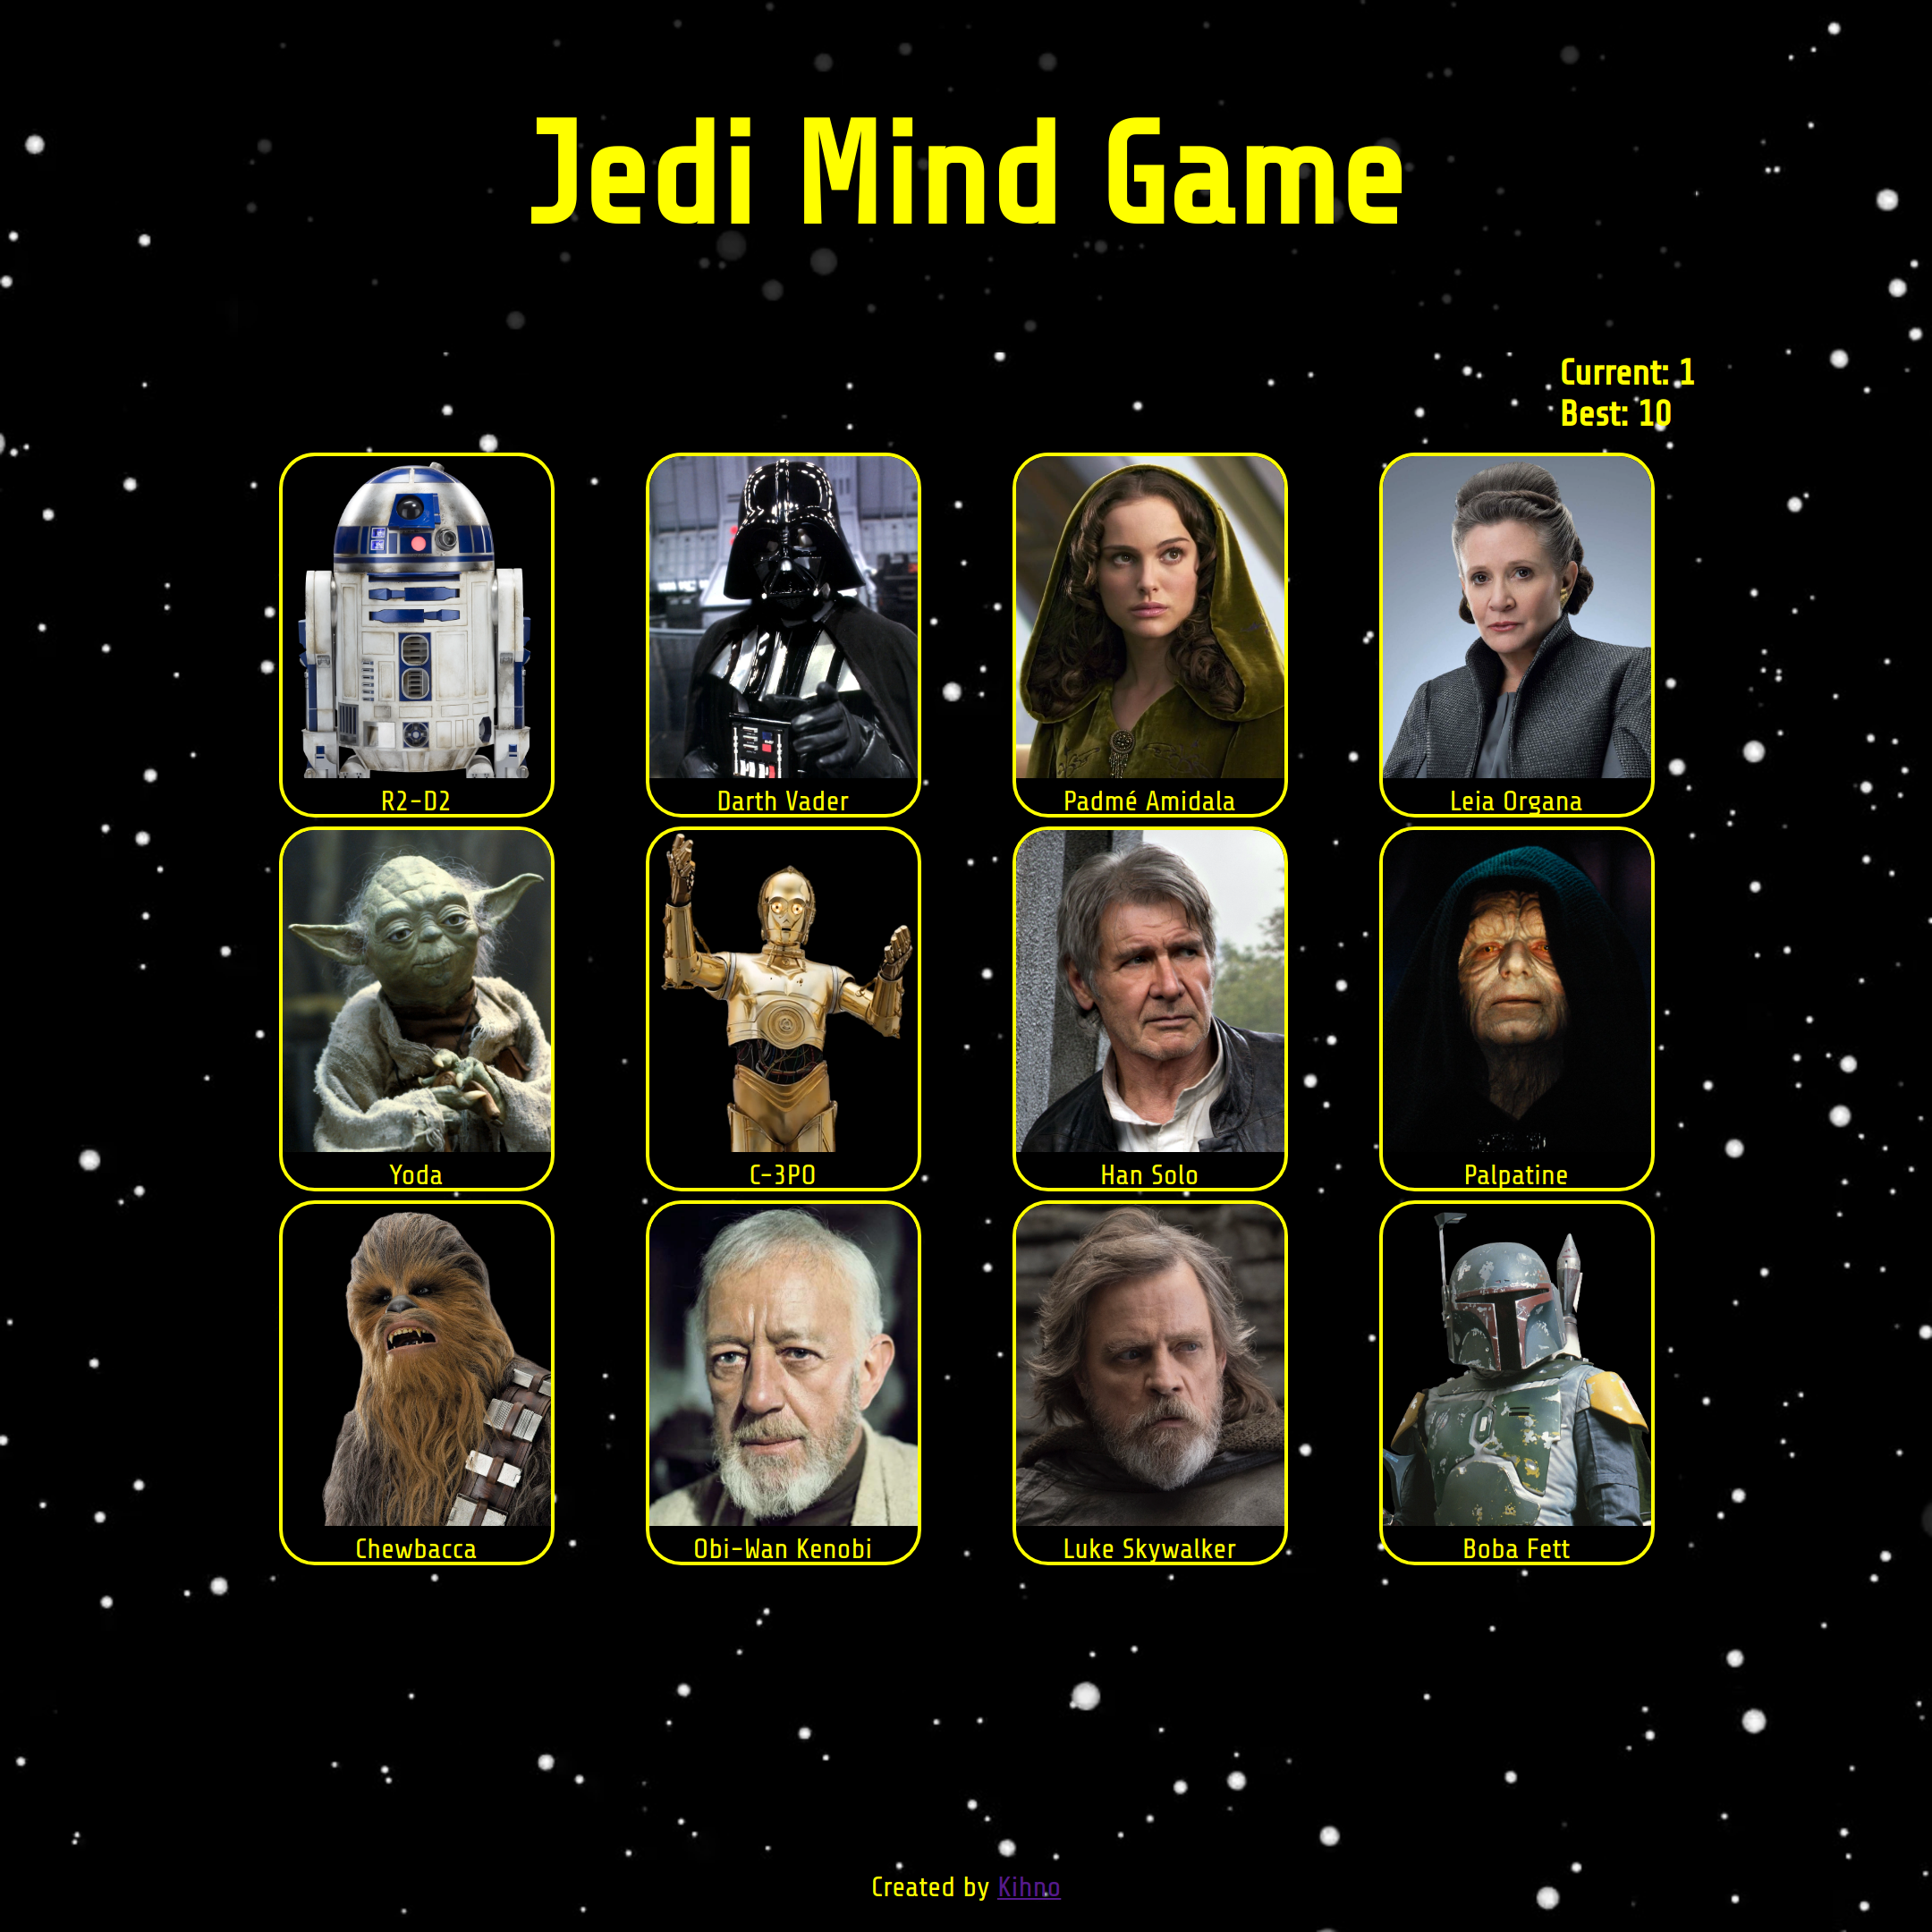 Jedi Mind Game
Current: 1
Best: 10
R2-D2
Darth Vader
Padmé Amidala
Leia Organa
Yoda
C-3PO
Han Solo
Palpatine
Chewbacca
Obi-Wan Kenobi
Luke Skywalker
Boba Fett
Created by Kihno